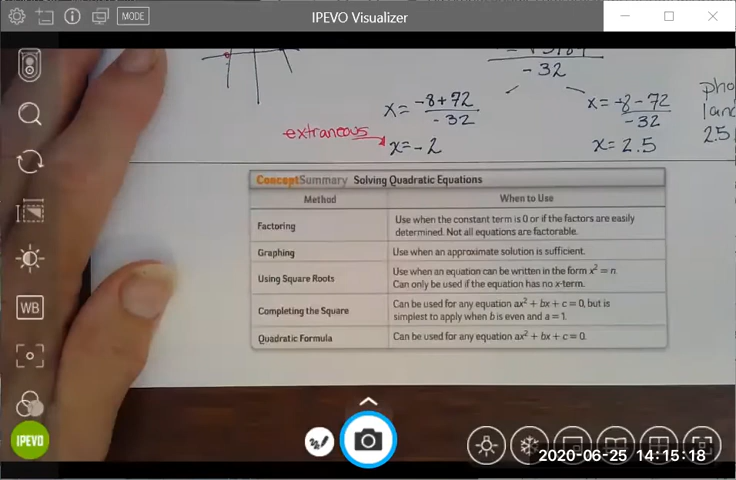 IPEVO Visualizer
MODE
-32
x = -8+72
-32
x = -8-72
-32
extraneous
x = -2
x = 2.5
2.5
ConceptSummary Solving Quadratic Equations
Method When to Use
Factoring Use when the constant term is 0 or if the factors are easily
determined. Not all equations are factorable.
Graphing Use when an approximate solution is sufficient.
Using Square Roots Use when an equation can be written in the form x² = n.
Can only be used if the equation has no x-term.
Completing the Square Can be used for any equation ax² + bx + c = 0, but is
simplest to apply when b is even and a = 1.
Quadratic Formula Can be used for any equation ax² + bx + c = 0.
WB
IPEVO
2020-06-25 14:15:18